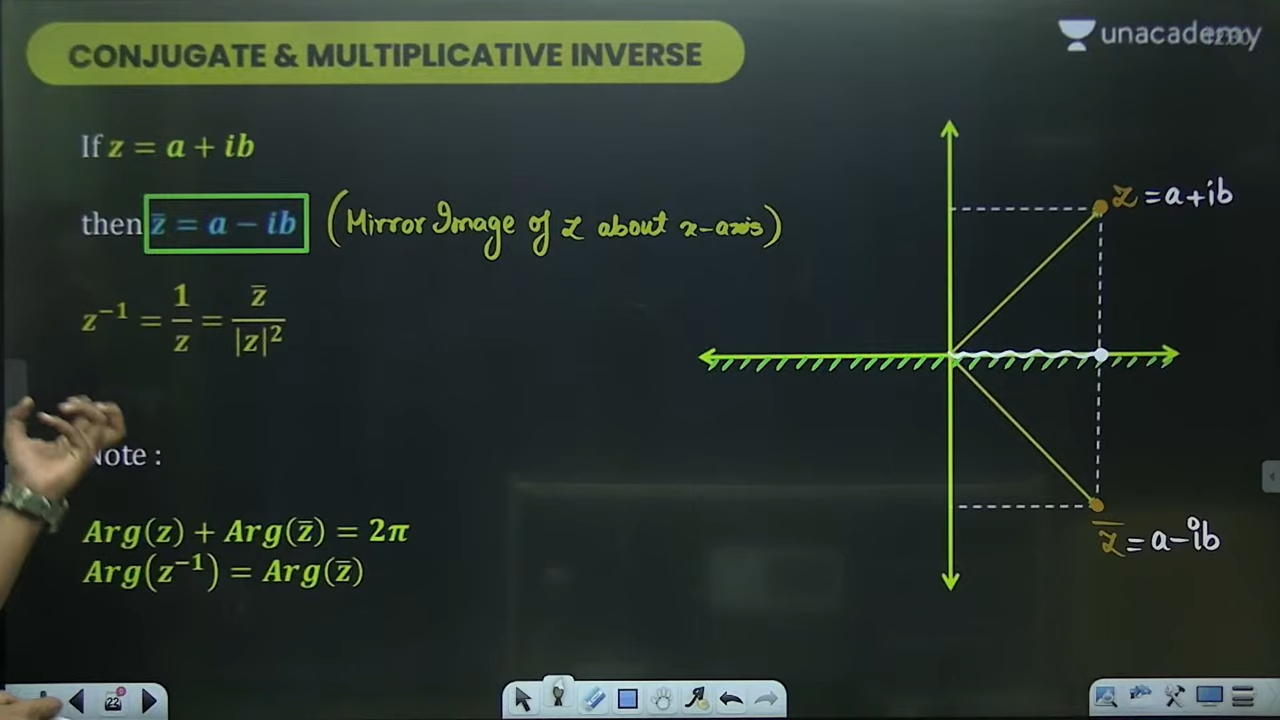 CONJUGATE & MULTIPLICATIVE INVERSE
unacademy
If z = a + ib
then z̄ = a − ib (Mirror Image of z about x-axis)
z⁻¹ = 1/z = z̄/|z|²
Note :
Arg(z) + Arg(z̄) = 2π
Arg(z⁻¹) = Arg(z̄)
z = a+ib
z̄ = a-ib
22